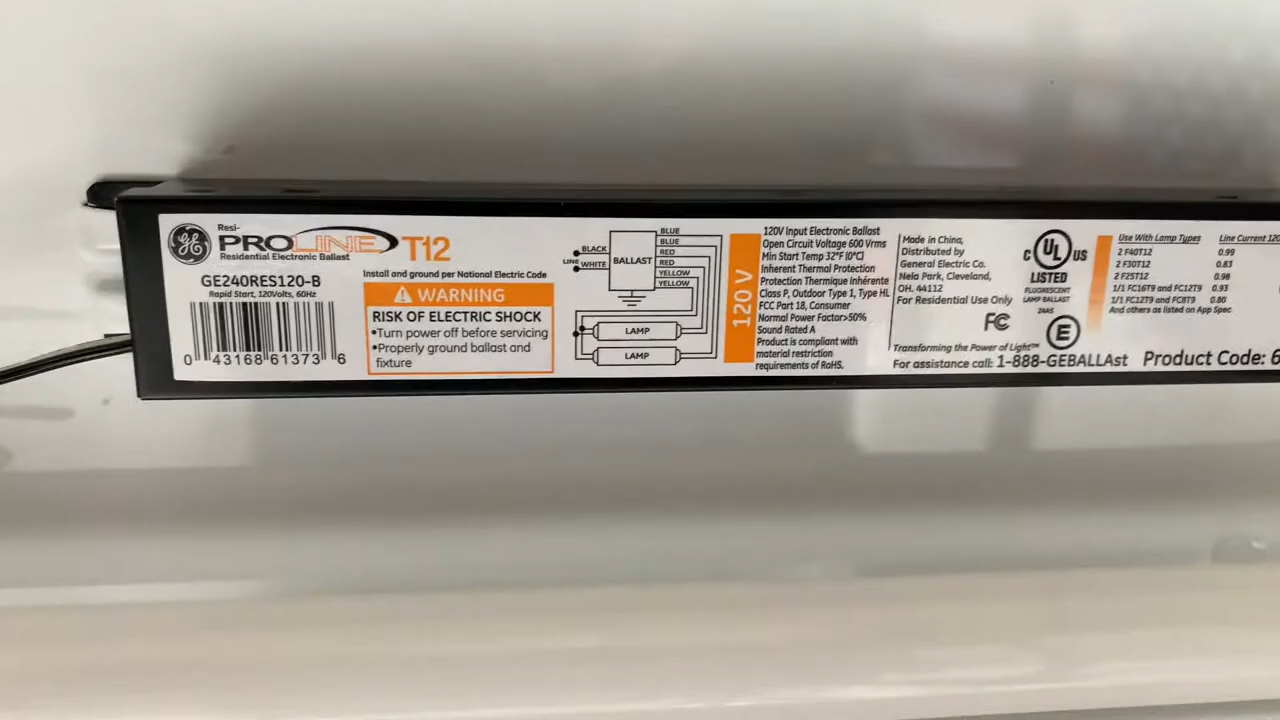 GE
Resi-
PROLINE T12
Residential Electronic Ballast
GE240RES120-B
Rapid Start, 120Volts, 60Hz
0 43168 61373 6
Install and ground per National Electric Code
WARNING
RISK OF ELECTRIC SHOCK
•Turn power off before servicing
•Properly ground ballast and
fixture
LINE
BLACK
WHITE
BALLAST
BLUE
BLUE
RED
RED
YELLOW
YELLOW
LAMP
LAMP
120 V
120V Input Electronic Ballast
Open Circuit Voltage 600 Vrms
Min Start Temp 32°F (0°C)
Inherent Thermal Protection
Protection Thermique Inhérente
Class P, Outdoor Type 1, Type HL
FCC Part 18, Consumer
Normal Power Factor>50%
Sound Rated A
Product is compliant with
material restriction
requirements of RoHS.
Made in China,
Distributed by
General Electric Co.
Nela Park, Cleveland,
OH. 44112
For Residential Use Only
FC
Transforming the Power of Light™
For assistance call: 1-888-GEBALLAst
C UL US
LISTED
FLUORESCENT
LAMP BALLAST
24A5
E
Use With Lamp Types Line Current 120
2 F40T12 0.99
2 F30T12 0.83
2 F25T12 0.98
1/1 FC16T9 and FC12T9 0.93
1/1 FC12T9 and FC8T9 0.80
And others as listed on App Spec
Product Code: 6